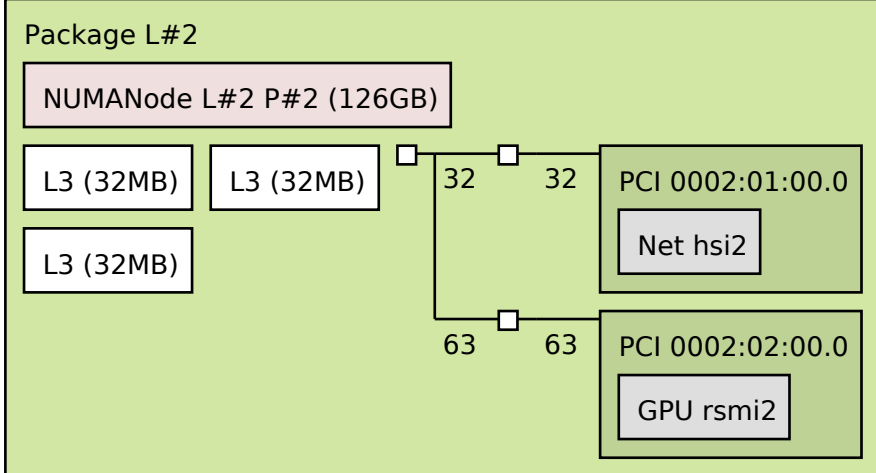 Package L#2
NUMANode L#2 P#2 (126GB)
L3 (32MB)
L3 (32MB)
L3 (32MB)
32
32
PCI 0002:01:00.0
Net hsi2
63
63
PCI 0002:02:00.0
GPU rsmi2